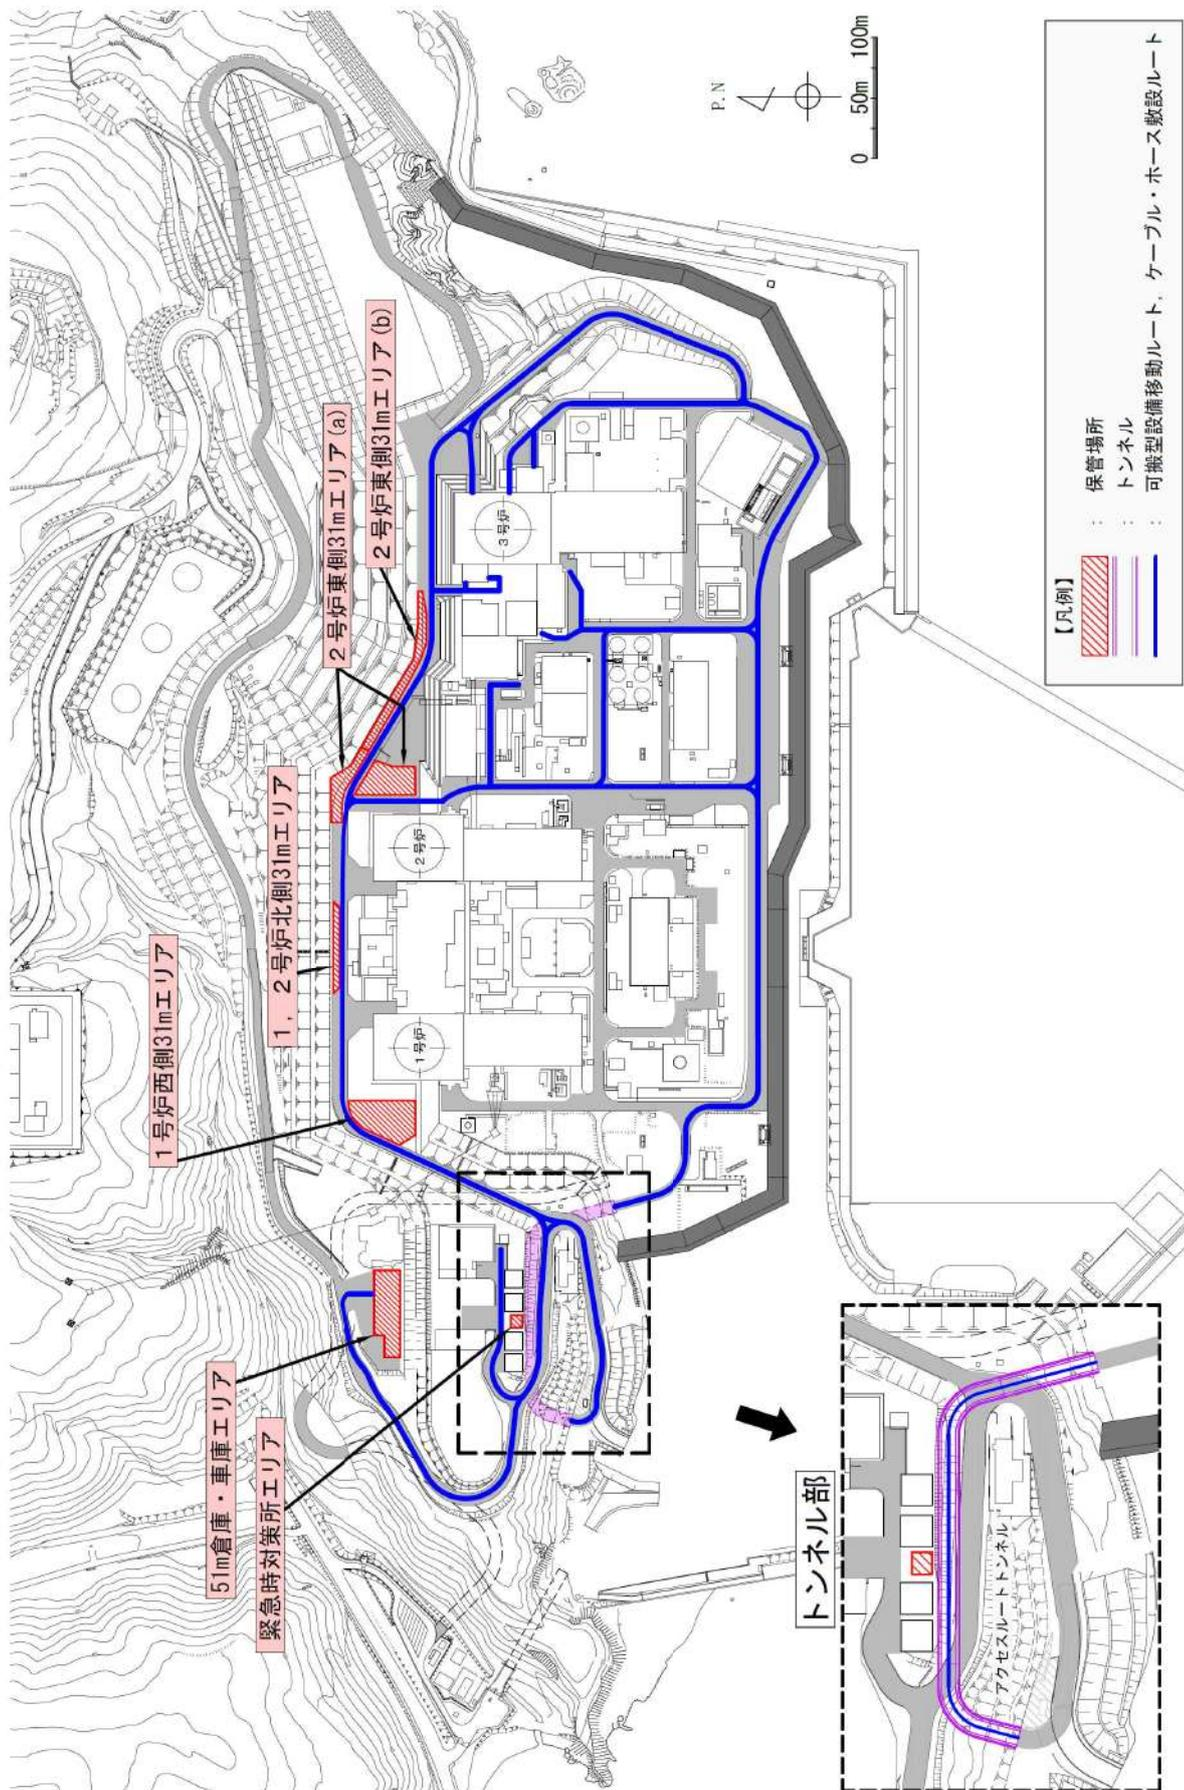 51m倉庫・車庫エリア
緊急時対策所エリア
1号炉西側31mエリア
1，2号炉北側31mエリア
2号炉東側31mエリア(a)
2号炉東側31mエリア(b)
1号炉
2号炉
3号炉
P.N
0 50m 100m
トンネル部
アクセスルートトンネル
【凡例】
： 保管場所
： トンネル
： 可搬型設備移動ルート，ケーブル・ホース敷設ルート